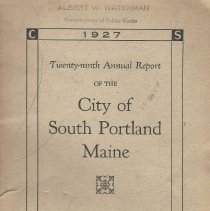 ALBERT W. WATERMAN
Commissioner of Public Works
C 1927 S
Twenty-ninth Annual Report
OF THE
City of
South Portland
Maine